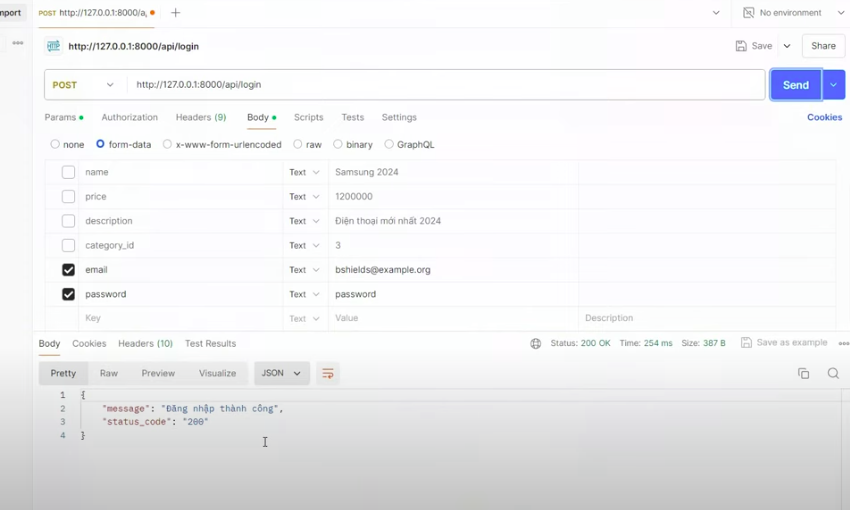 mport
POST http://127.0.0.1:8000/a
No environment
HTTP http://127.0.0.1:8000/api/login
Save
Share
POST http://127.0.0.1:8000/api/login
Send
Params Authorization Headers (9) Body Scripts Tests Settings
Cookies
none form-data x-www-form-urlencoded raw binary GraphQL
name Text Samsung 2024
price Text 1200000
description Text Điện thoại mới nhất 2024
category_id Text 3
email Text bshields@example.org
password Text password
Key Text Value Description
Body Cookies Headers (10) Test Results Status: 200 OK Time: 254 ms Size: 387 B Save as example
Pretty Raw Preview Visualize JSON
1 {
2 "message": "Đăng nhập thành công",
3 "status_code": "200"
4 }